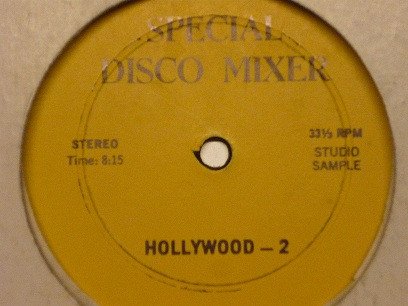 SPECIAL
DISCO MIXER
STEREO
Time: 8:15
33⅓ RPM
STUDIO
SAMPLE
HOLLYWOOD — 2